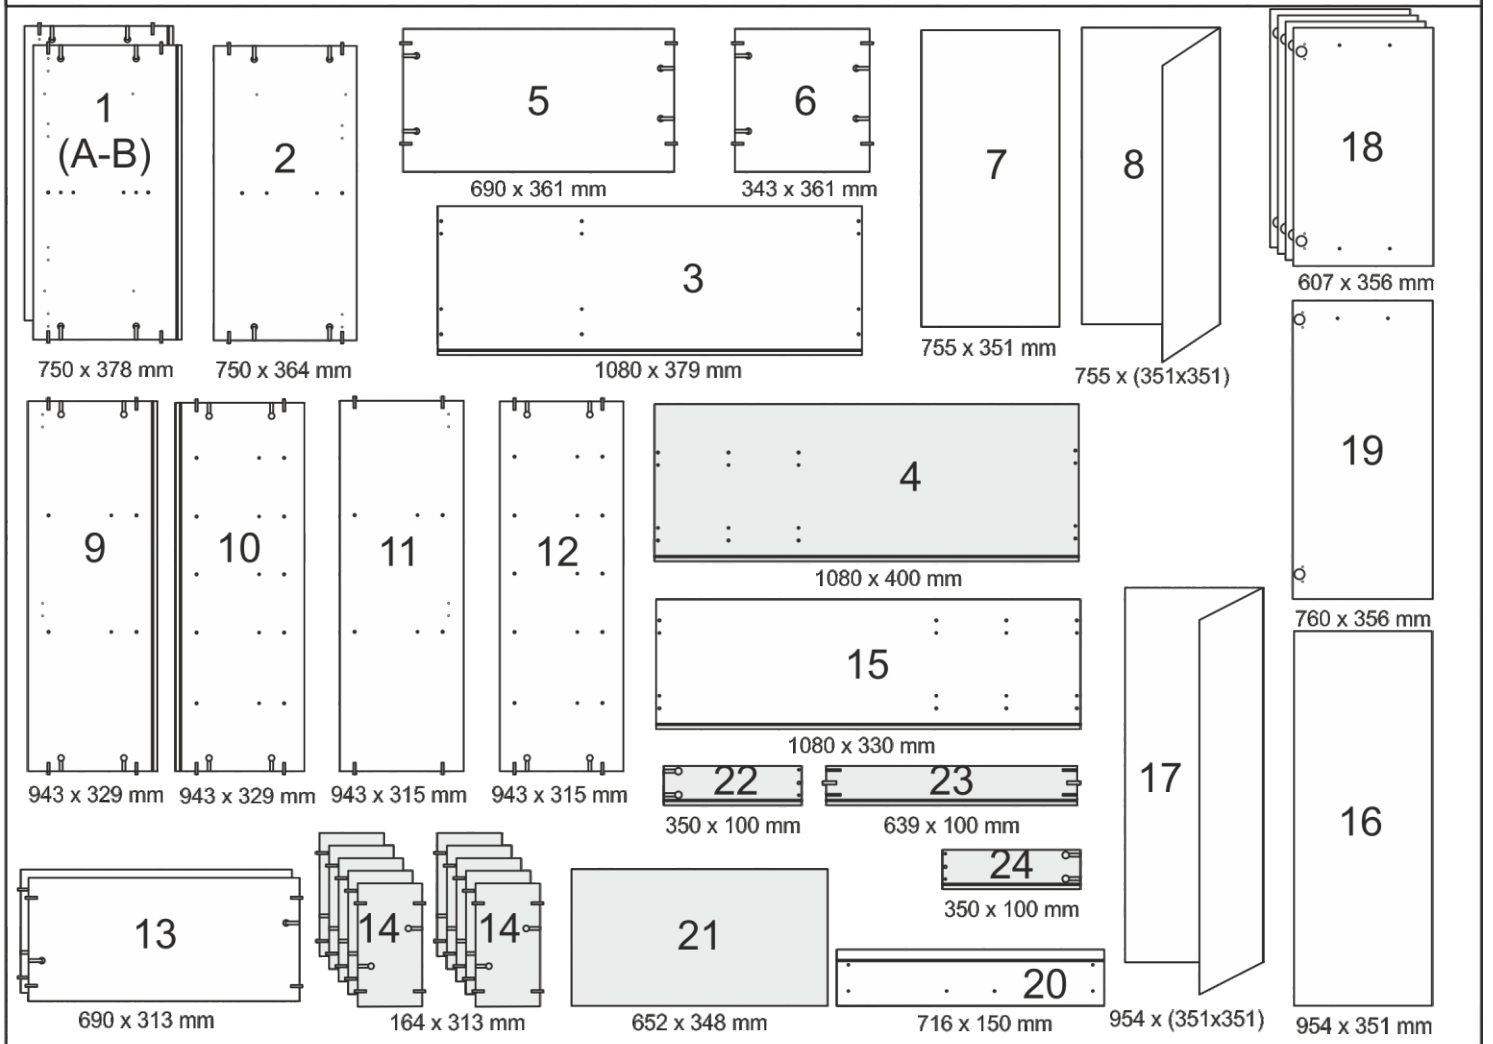 1
(A-B)
750 x 378 mm
2
750 x 364 mm
5
690 x 361 mm
6
343 x 361 mm
3
1080 x 379 mm
7
755 x 351 mm
8
755 x (351x351)
18
607 x 356 mm
9
943 x 329 mm
10
943 x 329 mm
11
943 x 315 mm
12
943 x 315 mm
4
1080 x 400 mm
15
1080 x 330 mm
19
760 x 356 mm
22
350 x 100 mm
23
639 x 100 mm
24
350 x 100 mm
17
954 x (351x351)
16
954 x 351 mm
13
690 x 313 mm
14
14
164 x 313 mm
21
652 x 348 mm
20
716 x 150 mm